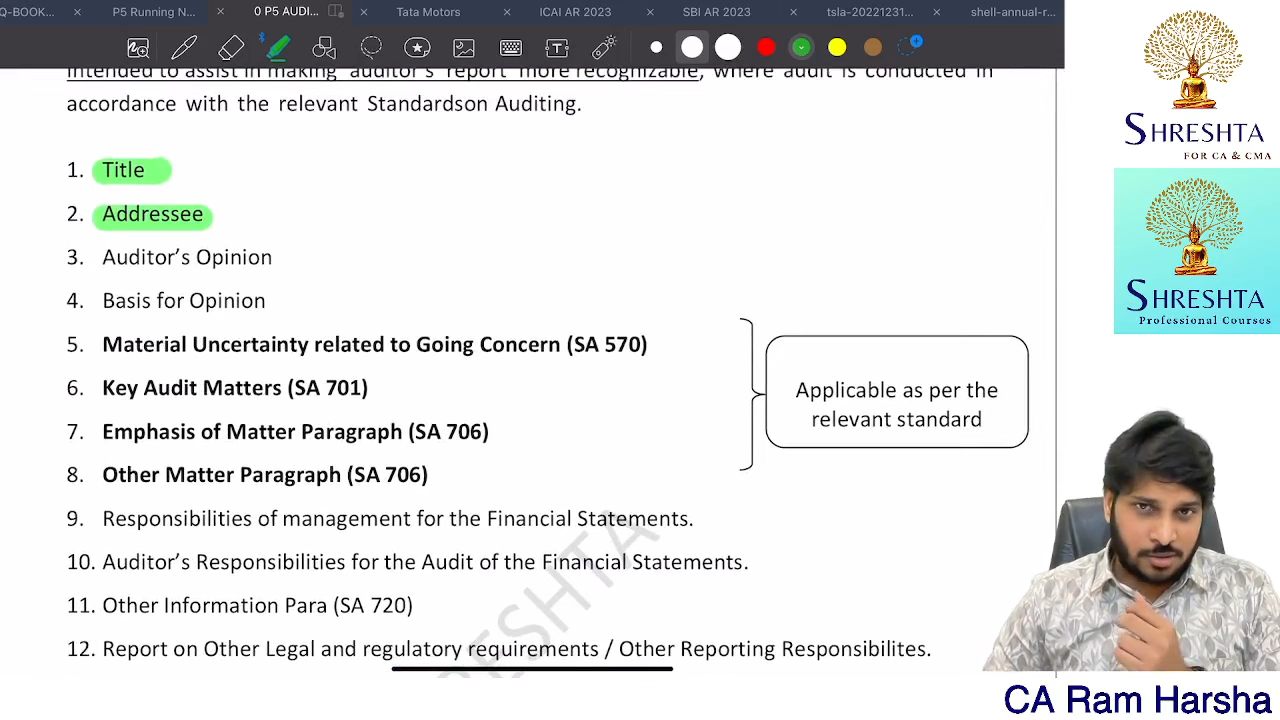 Q-BOOK...
P5 Running N...
0 P5 AUDI...
Tata Motors
ICAI AR 2023
SBI AR 2023
tsla-20221231...
shell-annual-r...
intended to assist in making auditor's report more recognizable, where audit is conducted in
accordance with the relevant Standardson Auditing.
1. Title
2. Addressee
3. Auditor's Opinion
4. Basis for Opinion
5. Material Uncertainty related to Going Concern (SA 570)
6. Key Audit Matters (SA 701)
7. Emphasis of Matter Paragraph (SA 706)
8. Other Matter Paragraph (SA 706)
Applicable as per the
relevant standard
9. Responsibilities of management for the Financial Statements.
10. Auditor's Responsibilities for the Audit of the Financial Statements.
11. Other Information Para (SA 720)
12. Report on Other Legal and regulatory requirements / Other Reporting Responsibilites.
SHRESHTA
FOR CA & CMA
SHRESHTA
Professional Courses
CA Ram Harsha